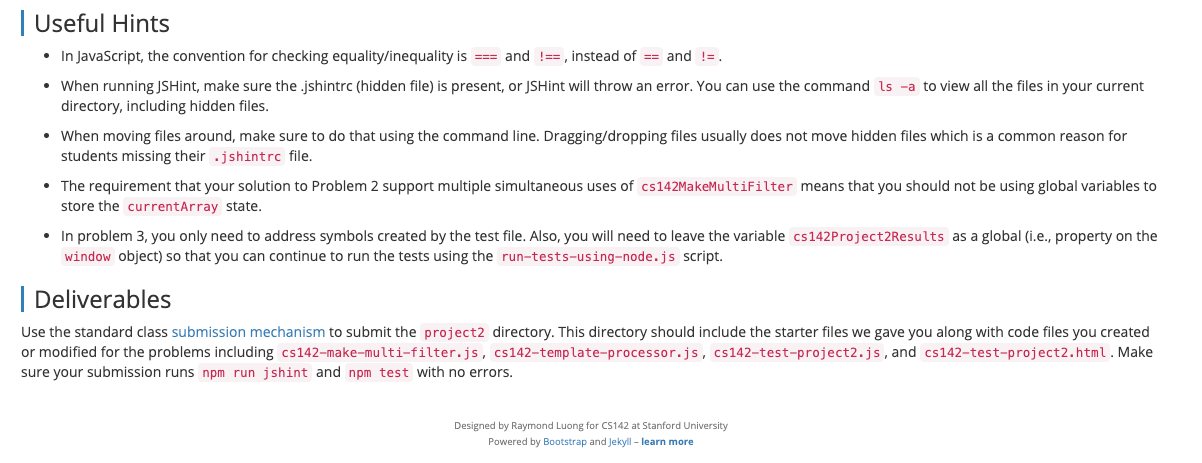 Useful Hints
In JavaScript, the convention for checking equality/inequality is === and !==, instead of == and !=.
When running JSHint, make sure the .jshintrc (hidden file) is present, or JSHint will throw an error. You can use the command ls -a to view all the files in your current
directory, including hidden files.
When moving files around, make sure to do that using the command line. Dragging/dropping files usually does not move hidden files which is a common reason for
students missing their .jshintrc file.
The requirement that your solution to Problem 2 support multiple simultaneous uses of cs142MakeMultiFilter means that you should not be using global variables to
store the currentArray state.
In problem 3, you only need to address symbols created by the test file. Also, you will need to leave the variable cs142Project2Results as a global (i.e., property on the
window object) so that you can continue to run the tests using the run-tests-using-node.js script.
Deliverables
Use the standard class submission mechanism to submit the project2 directory. This directory should include the starter files we gave you along with code files you created
or modified for the problems including cs142-make-multi-filter.js, cs142-template-processor.js, cs142-test-project2.js, and cs142-test-project2.html. Make
sure your submission runs npm run jshint and npm test with no errors.
Designed by Raymond Luong for CS142 at Stanford University
Powered by Bootstrap and Jekyll – learn more